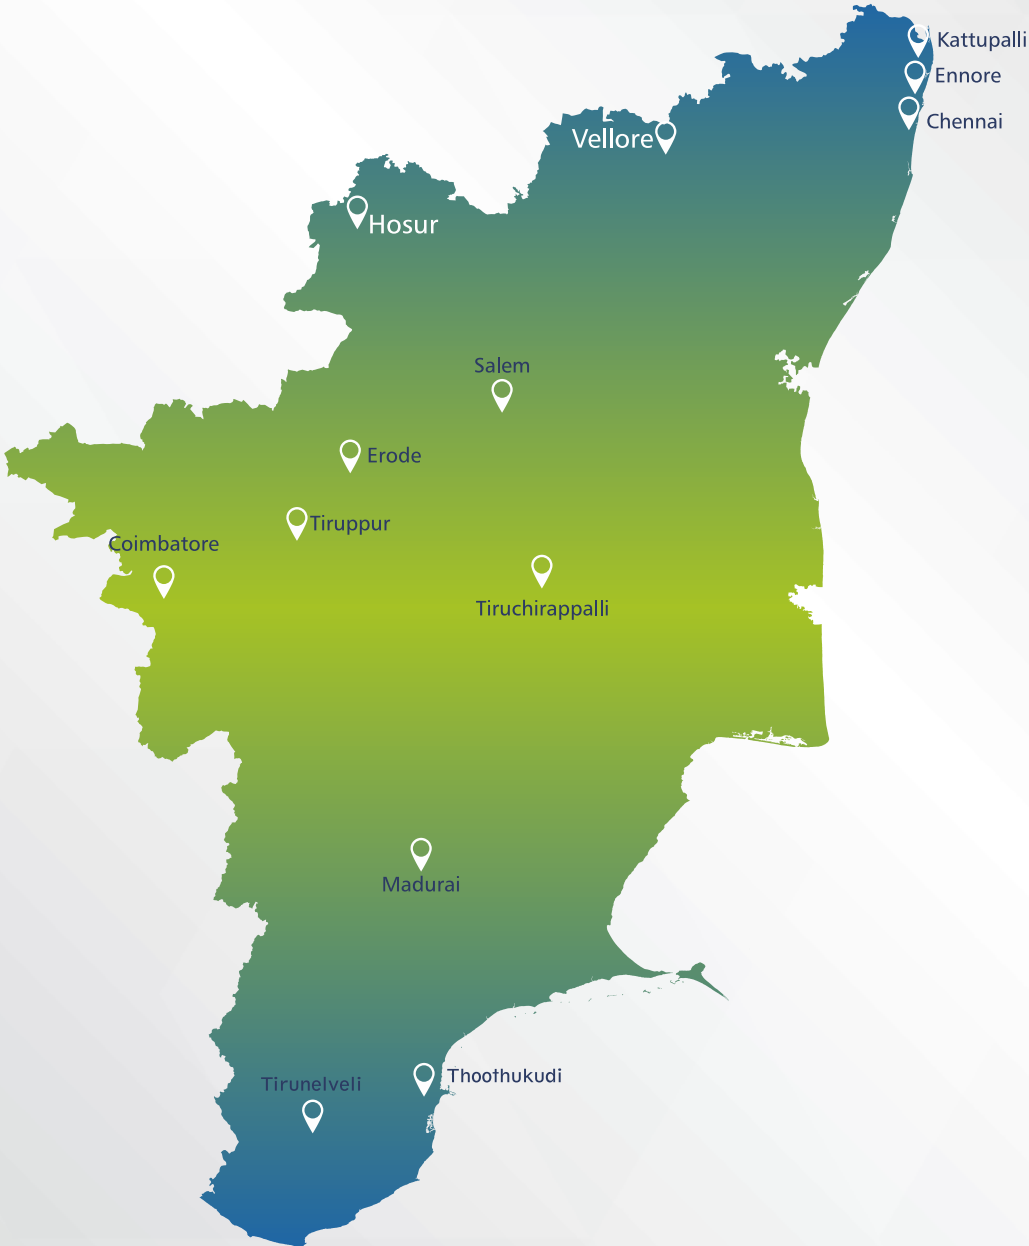 Kattupalli
Ennore
Chennai
Vellore
Hosur
Salem
Erode
Tiruppur
Coimbatore
Tiruchirappalli
Madurai
Thoothukudi
Tirunelveli